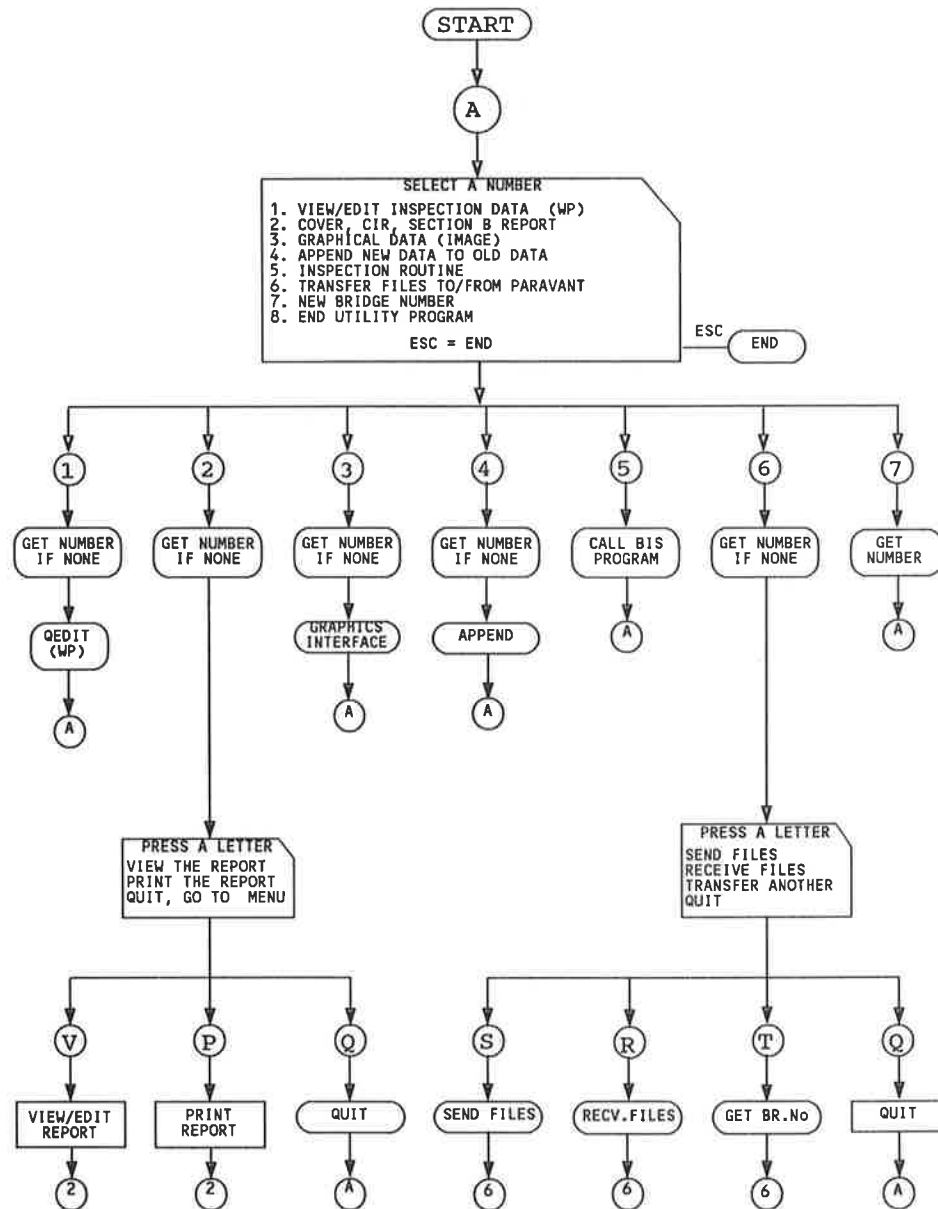 START
A
SELECT A NUMBER
1. VIEW/EDIT INSPECTION DATA (WP)
2. COVER, CIR, SECTION B REPORT
3. GRAPHICAL DATA (IMAGE)
4. APPEND NEW DATA TO OLD DATA
5. INSPECTION ROUTINE
6. TRANSFER FILES TO/FROM PARAVANT
7. NEW BRIDGE NUMBER
8. END UTILITY PROGRAM
ESC = END
ESC
END
1
2
3
4
5
6
7
GET NUMBER
IF NONE
GET NUMBER
IF NONE
GET NUMBER
IF NONE
GET NUMBER
IF NONE
CALL BIS
PROGRAM
GET NUMBER
IF NONE
GET
NUMBER
QEDIT
(WP)
GRAPHICS
INTERFACE
APPEND
A
A
A
A
A
PRESS A LETTER
VIEW THE REPORT
PRINT THE REPORT
QUIT, GO TO MENU
PRESS A LETTER
SEND FILES
RECEIVE FILES
TRANSFER ANOTHER
QUIT
V
P
Q
S
R
T
Q
VIEW/EDIT
REPORT
PRINT
REPORT
QUIT
SEND FILES
RECV.FILES
GET BR.No
QUIT
2
2
A
6
6
6
A